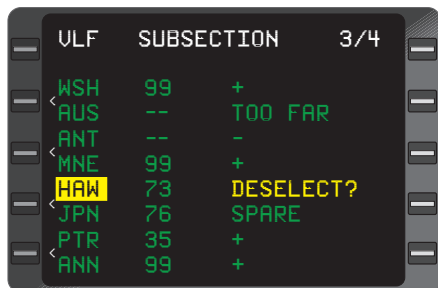 VLF SUBSECTION 3/4
WSH 99 +
AUS -- TOO FAR
ANT -- -
MNE 99 +
HAW 73 DESELECT?
JPN 76 SPARE
PTR 35 +
ANN 99 +